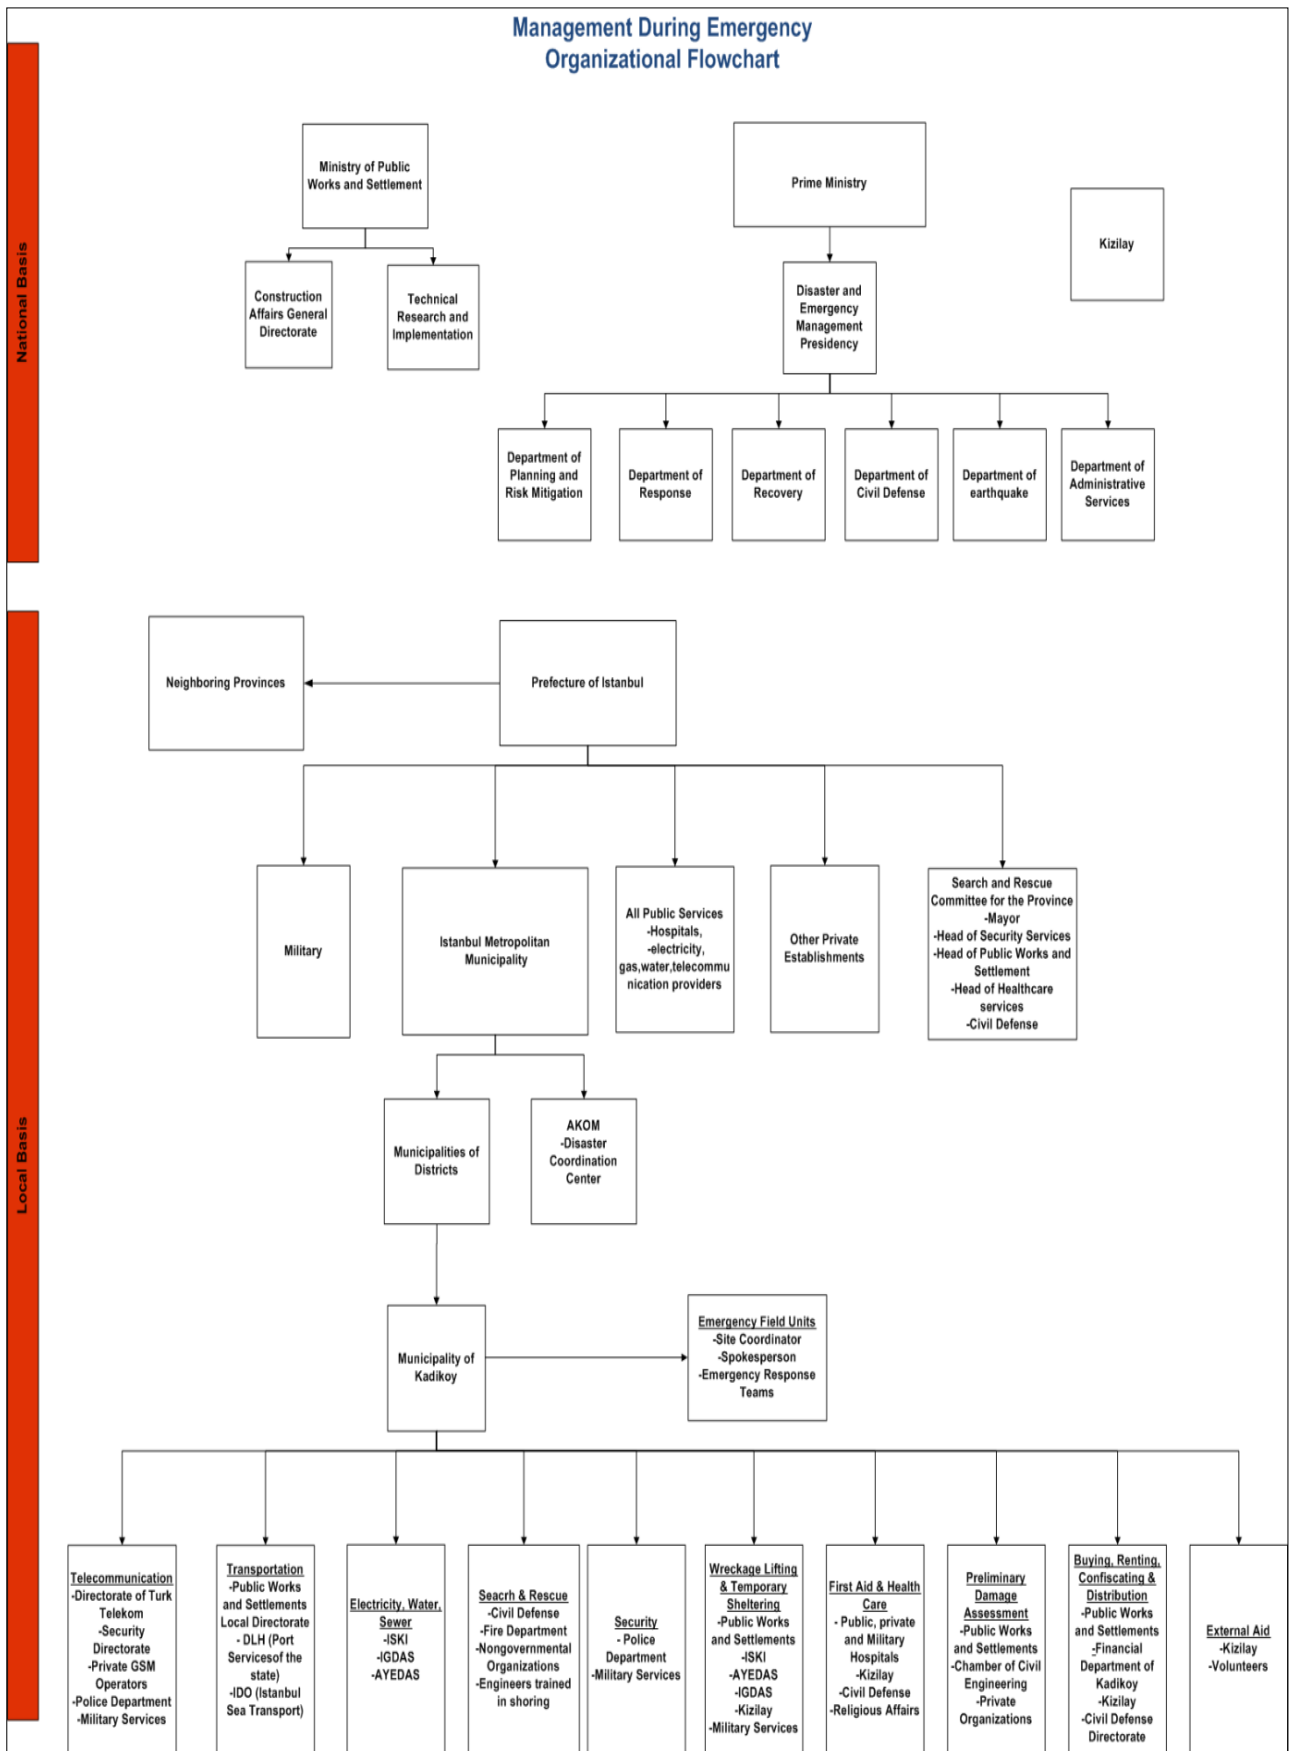 Management During Emergency
Organizational Flowchart
National Basis
Ministry of Public
Works and Settlement
Prime Ministry
Kizilay
Construction
Affairs General
Directorate
Technical
Research and
Implementation
Disaster and
Emergency
Management
Presidency
Department of
Planning and
Risk Mitigation
Department of
Response
Department of
Recovery
Department of
Civil Defense
Department of
earthquake
Department of
Administrative
Services
Local Basis
Neighboring Provinces
Prefecture of Istanbul
Military
Istanbul Metropolitan
Municipality
All Public Services
-Hospitals,
-electricity,
gas,water,telecommu
nication providers
Other Private
Establishments
Search and Rescue
Committee for the Province
-Mayor
-Head of Security Services
-Head of Public Works and
Settlement
-Head of Healthcare
services
-Civil Defense
Municipalities of
Districts
AKOM
-Disaster
Coordination
Center
Municipality of
Kadikoy
Emergency Field Units
-Site Coordinator
-Spokesperson
-Emergency Response
Teams
Telecommunication
-Directorate of Turk
Telekom
-Security
Directorate
-Private GSM
Operators
-Police Department
-Military Services
Transportation
-Public Works
and Settlements
Local Directorate
- DLH (Port
Servicesof the
state)
-IDO (Istanbul
Sea Transport)
Electricity, Water,
Sewer
-ISKI
-IGDAS
-AYEDAS
Seacrh & Rescue
-Civil Defense
-Fire Department
-Nongovernmental
Organizations
-Engineers trained
in shoring
Security
- Police
Department
-Military Services
Wreckage Lifting
& Temporary
Sheltering
-Public Works
and Settlements
-ISKI
-AYEDAS
-IGDAS
-Kizilay
-Military Services
First Aid & Health
Care
- Public, private
and Military
Hospitals
-Kizilay
-Civil Defense
-Religious Affairs
Preliminary
Damage
Assessment
-Public Works
and Settlements
-Chamber of Civil
Engineering
-Private
Organizations
Buying, Renting,
Confiscating &
Distribution
-Public Works
and Settlements
-Financial
Department of
Kadikoy
-Kizilay
-Civil Defense
Directorate
External Aid
-Kizilay
-Volunteers